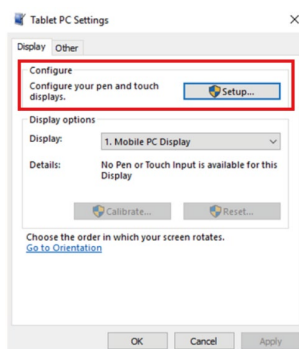 Tablet PC Settings
Display Other
Configure
Configure your pen and touch
displays.
Setup...
Display options
Display:
1. Mobile PC Display
Details:
No Pen or Touch Input is available for this
Display
Calibrate...
Reset...
Choose the order in which your screen rotates.
Go to Orientation
OK Cancel Apply